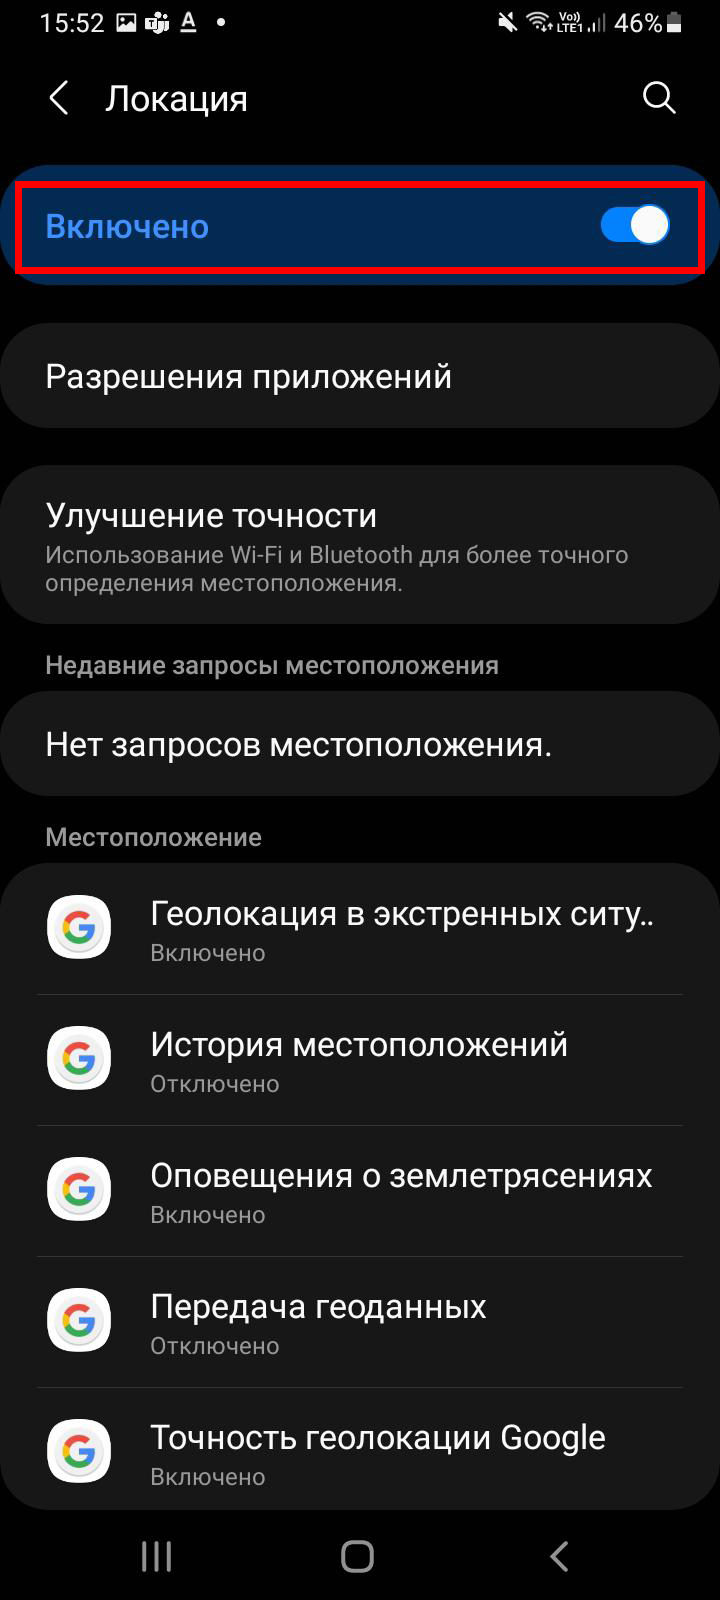 15:52 A Vo)) LTE1 46%
Локация
Включено
Разрешения приложений
Улучшение точности
Использование Wi-Fi и Bluetooth для более точного
определения местоположения.
Недавние запросы местоположения
Нет запросов местоположения.
Местоположение
Геолокация в экстренных ситу..
Включено
История местоположений
Отключено
Оповещения о землетрясениях
Включено
Передача геоданных
Отключено
Точность геолокации Google
Включено